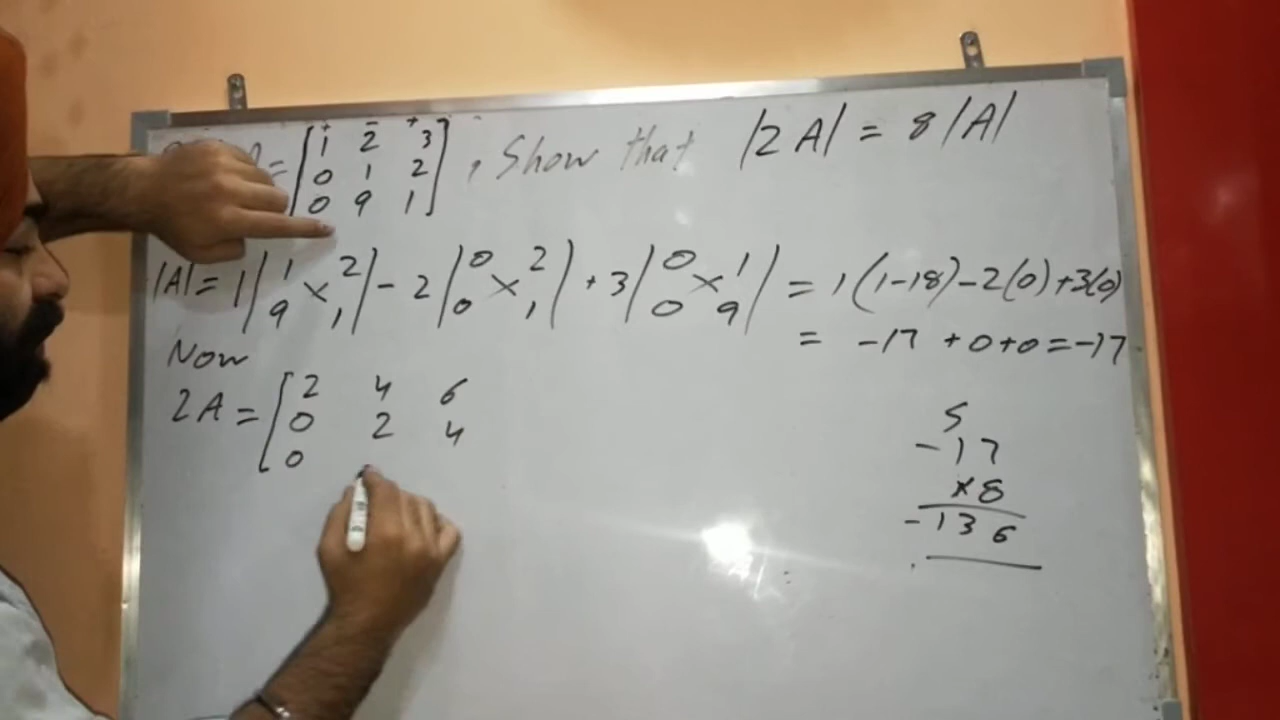 = [ 1 2 3 , Show that |2A| = 8|A|
0 1 2
0 9 1 ]
|A| = 1 | 1 × 2 | - 2 | 0 × 2 | + 3 | 0 × 1 | = 1(1-18)-2(0)+3(0)
9 1 0 1 0 9
= -17 +0+0=-17
Now
2A = [ 2 4 6
0 2 4
0
5
-17
×8
-136